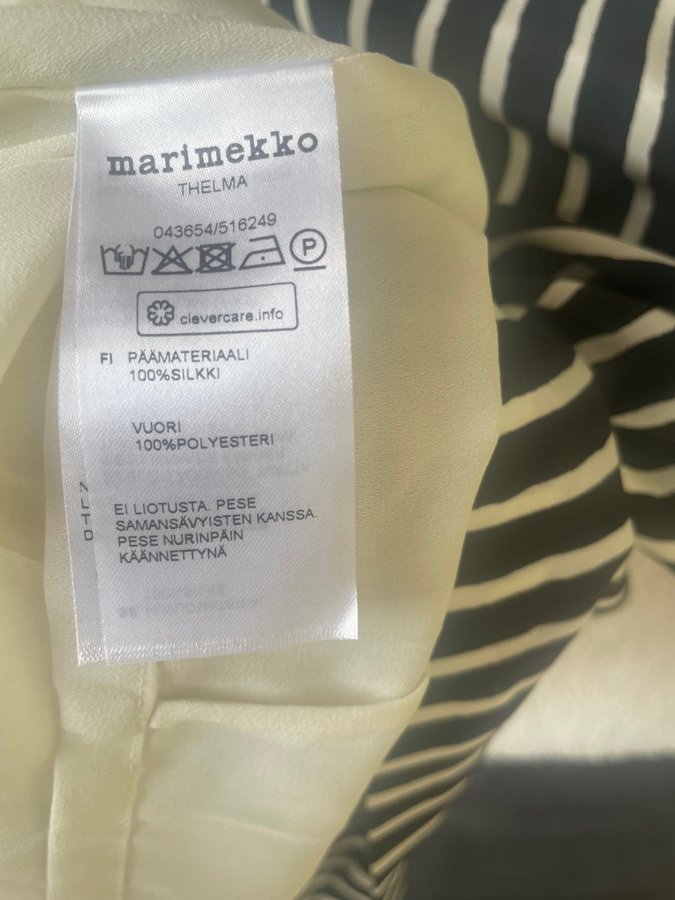 marimekko
THELMA
043654/516249
P
clevercare.info
FI PÄÄMATERIAALI
100%SILKKI
VUORI
100%POLYESTERI
NLTD
EI LIOTUSTA. PESE
SAMANSÄVYISTEN KANSSA.
PESE NURINPÄIN
KÄÄNNETTYNÄ